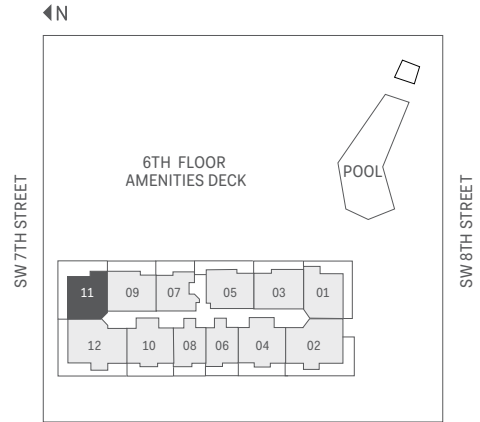 N
6TH FLOOR
AMENITIES DECK
POOL
SW 7TH STREET
SW 8TH STREET
11
09
07
05
03
01
12
10
08
06
04
02